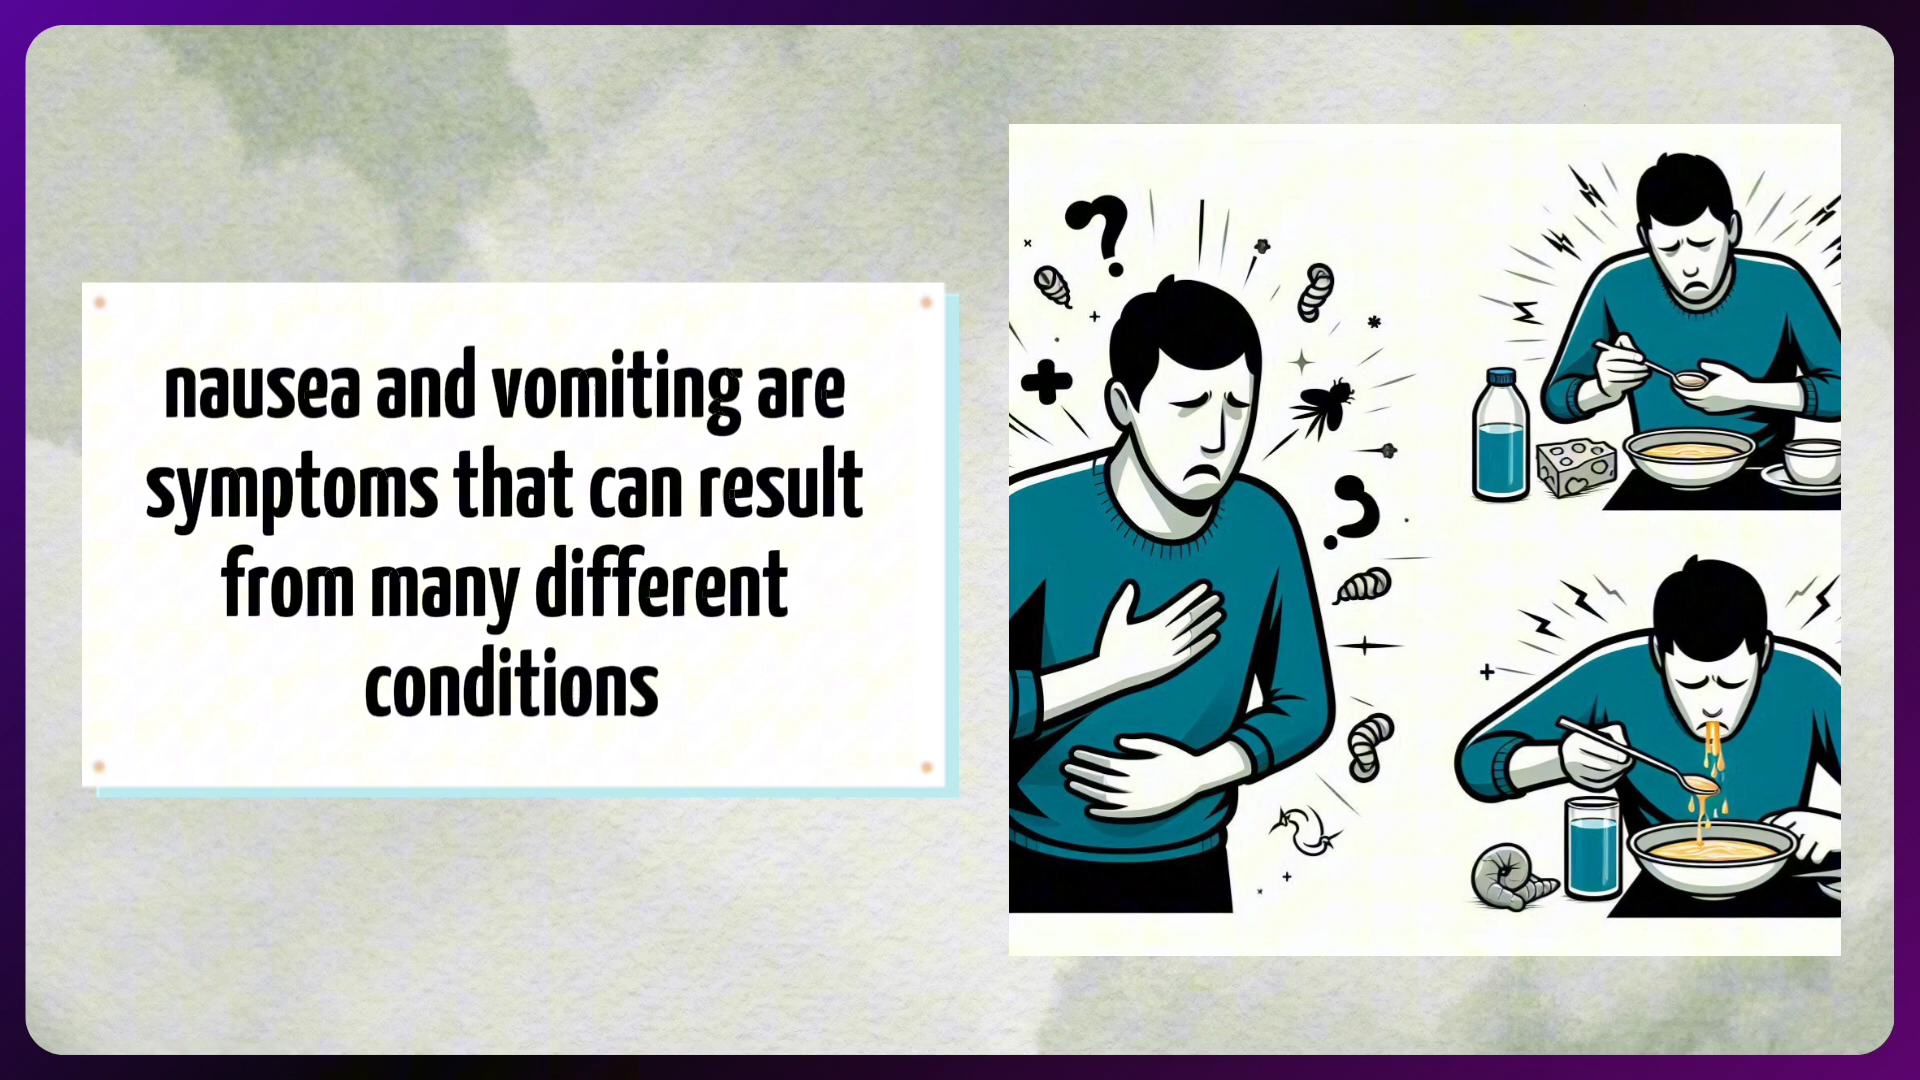 nausea and vomiting are
symptoms that can result
from many different
conditions